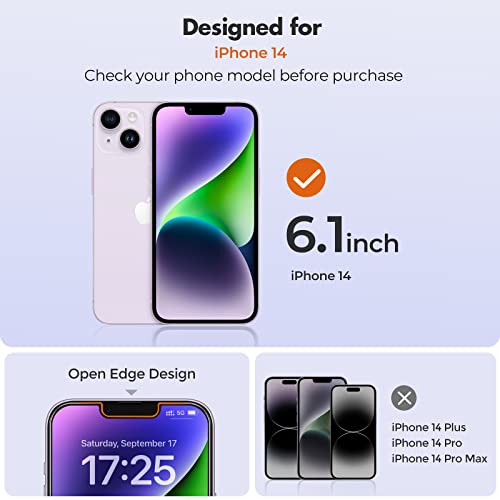 Designed for
iPhone 14
Check your phone model before purchase
6.1inch
iPhone 14
Open Edge Design
5G
Saturday, September 17
17:25
iPhone 14 Plus
iPhone 14 Pro
iPhone 14 Pro Max